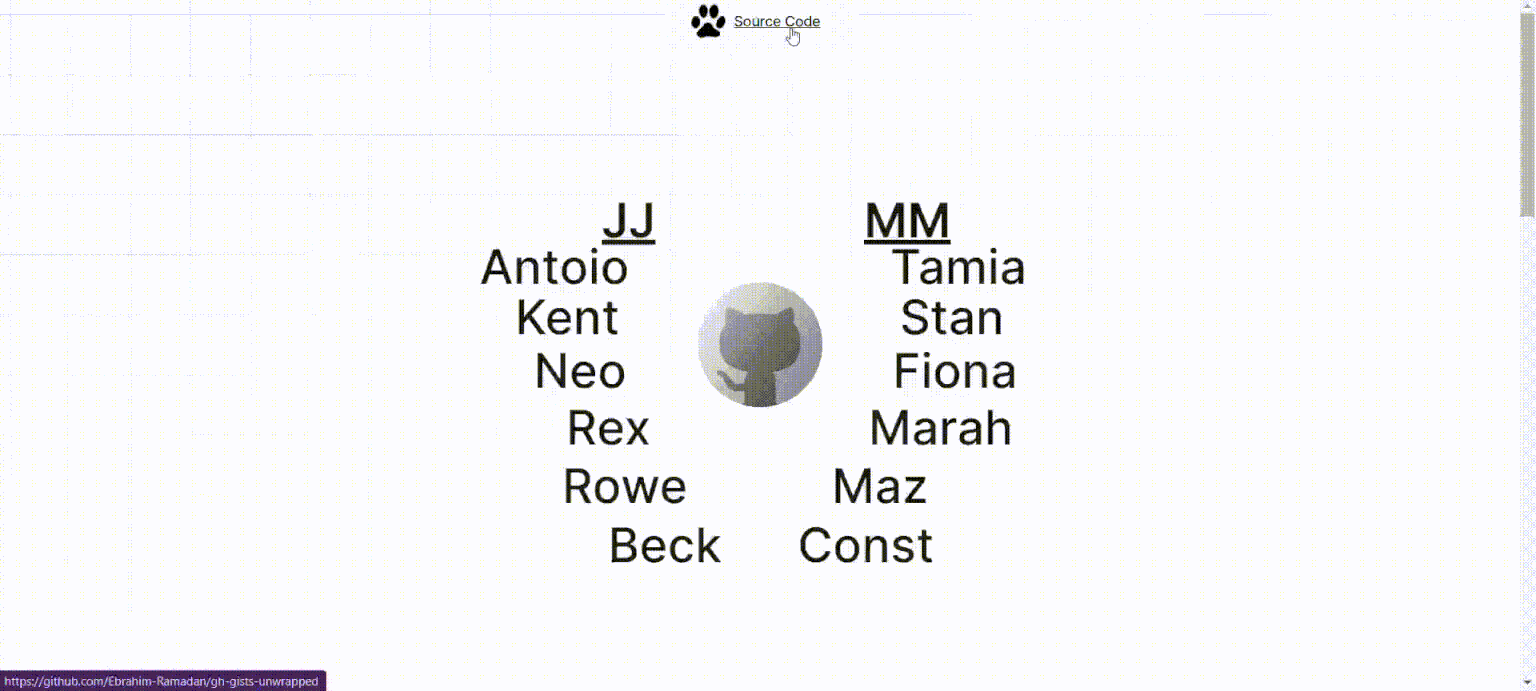 Source Code
JJ MM
Antoio Tamia
Kent Stan
Neo Fiona
Rex Marah
Rowe Maz
Beck Const
https://github.com/Ebrahim-Ramadan/gh-gists-unwrapped